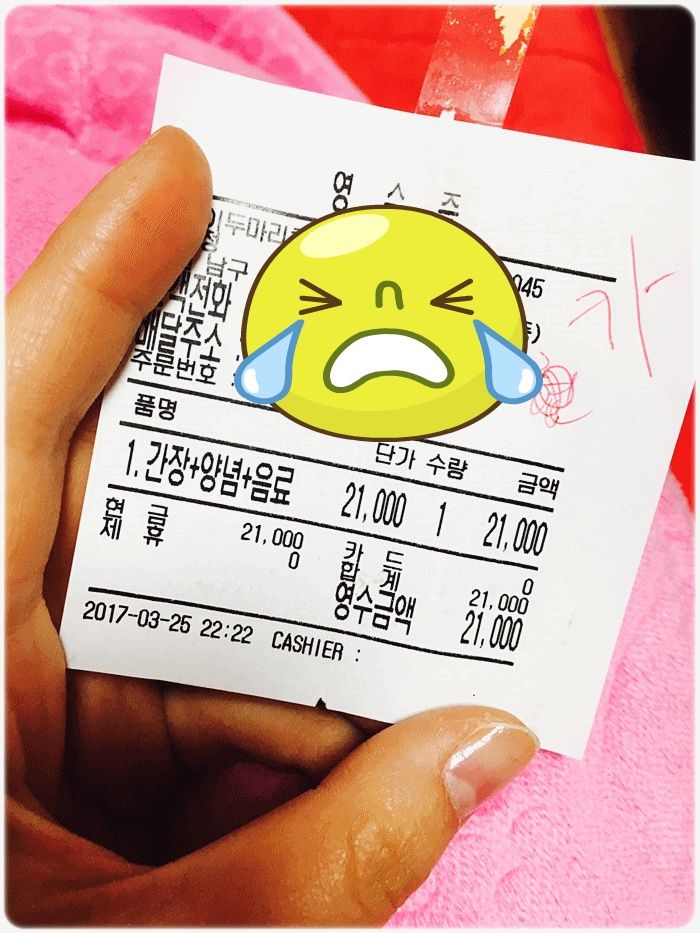 영 수 증
두마리
남구 045
전화
배달주소 :
주문번호 :
가
품명 단가 수량 금액
1. 간장+양념+음료 21,000 1 21,000
현 금 21,000 카 드 0
제 휴 0 합 계 21,000
영수금액 21,000
2017-03-25 22:22 CASHIER :